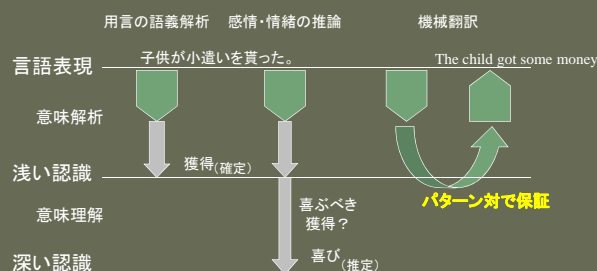 用言の語義解析 感情・情緒の推論 機械翻訳
言語表現 子供が小遣いを貰った。 The child got some money
意味解析
浅い認識 獲得(確定)
パターン対で保証
意味理解 喜ぶべき
獲得？
深い認識 喜び(推定)